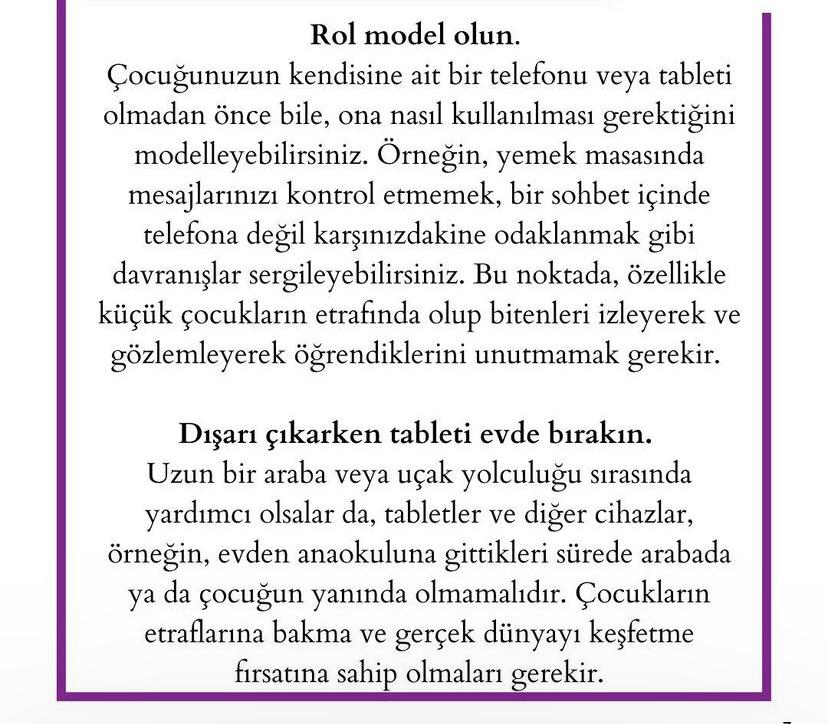 Rol model olun.
Çocuğunuzun kendisine ait bir telefonu veya tableti
olmadan önce bile, ona nasıl kullanılması gerektiğini
modelleyebilirsiniz. Örneğin, yemek masasında
mesajlarınızı kontrol etmemek, bir sohbet içinde
telefona değil karşınızdakine odaklanmak gibi
davranışlar sergileyebilirsiniz. Bu noktada, özellikle
küçük çocukların etrafında olup bitenleri izleyerek ve
gözlemleyerek öğrendiklerini unutmamak gerekir.
Dışarı çıkarken tableti evde bırakın.
Uzun bir araba veya uçak yolculuğu sırasında
yardımcı olsalar da, tabletler ve diğer cihazlar,
örneğin, evden anaokuluna gittikleri sürede arabada
ya da çocuğun yanında olmamalıdır. Çocukların
etraflarına bakma ve gerçek dünyayı keşfetme
fırsatına sahip olmaları gerekir.